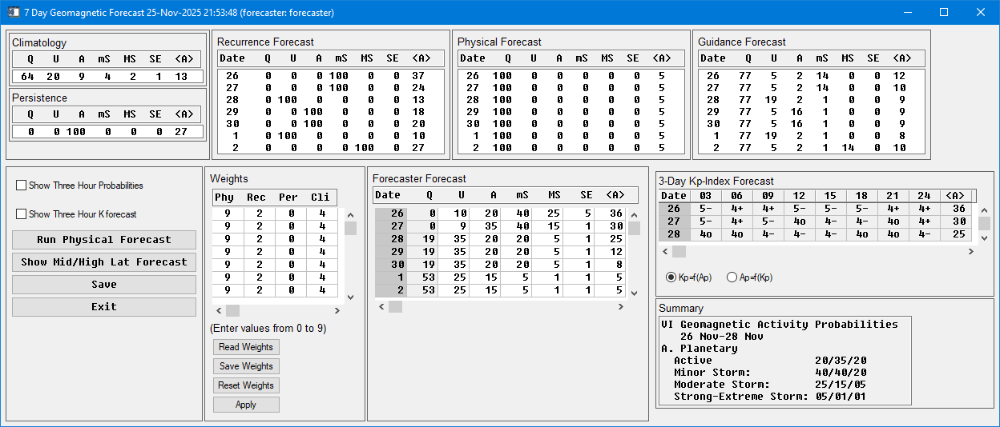 7 Day Geomagnetic Forecast 25-Nov-2025 21:53:48 (forecaster: forecaster)
Climatology
Q U A mS MS SE <A>
64 20 9 4 2 1 13
Persistence
Q U A mS MS SE <A>
0 0 100 0 0 0 27
Recurrence Forecast
Date Q U A mS MS SE <A>
26 0 0 0 100 0 0 37
27 0 0 0 100 0 0 24
28 0 100 0 0 0 0 13
29 0 0 100 0 0 0 18
30 0 0 100 0 0 0 20
1 0 100 0 0 0 0 10
2 0 0 0 0 100 0 27
Physical Forecast
Date Q U A mS MS SE <A>
26 100 0 0 0 0 0 5
27 100 0 0 0 0 0 5
28 100 0 0 0 0 0 5
29 100 0 0 0 0 0 5
30 100 0 0 0 0 0 5
1 100 0 0 0 0 0 5
2 100 0 0 0 0 0 5
Guidance Forecast
Date Q U A mS MS SE <A>
26 77 5 2 14 0 0 12
27 77 5 2 14 0 0 10
28 77 19 2 1 0 0 9
29 77 5 16 1 0 0 9
30 77 5 16 1 0 0 9
1 77 19 2 1 0 0 8
2 77 5 2 1 14 0 10
Show Three Hour Probabilities
Show Three Hour K forecast
Run Physical Forecast
Show Mid/High Lat Forecast
Save
Exit
Weights
Phy Rec Per Cli
9 2 0 4
9 2 0 4
9 2 0 4
9 2 0 4
9 2 0 4
9 2 0 4
9 2 0 4
(Enter values from 0 to 9)
Read Weights
Save Weights
Reset Weights
Apply
Forecaster Forecast
Date Q U A mS MS SE <A>
26 0 10 20 40 25 5 36
27 0 9 35 40 15 1 30
28 19 35 20 20 5 1 25
29 19 35 20 20 5 1 12
30 19 35 20 20 5 1 8
1 53 25 15 5 1 1 5
2 53 25 15 5 1 1 5
3-Day Kp-Index Forecast
Date 03 06 09 12 15 18 21 24 <A>
26 5- 4+ 4+ 5- 5- 5- 4+ 4+ 36
27 5- 4+ 5- 4o 4- 4- 4o 4+ 30
28 4o 4o 4- 4- 4- 4o 4o 4- 25
Kp=f(Ap) Ap=f(Kp)
Summary
VI Geomagnetic Activity Probabilities
26 Nov-28 Nov
A. Planetary
Active 20/35/20
Minor Storm: 40/40/20
Moderate Storm: 25/15/05
Strong-Extreme Storm: 05/01/01